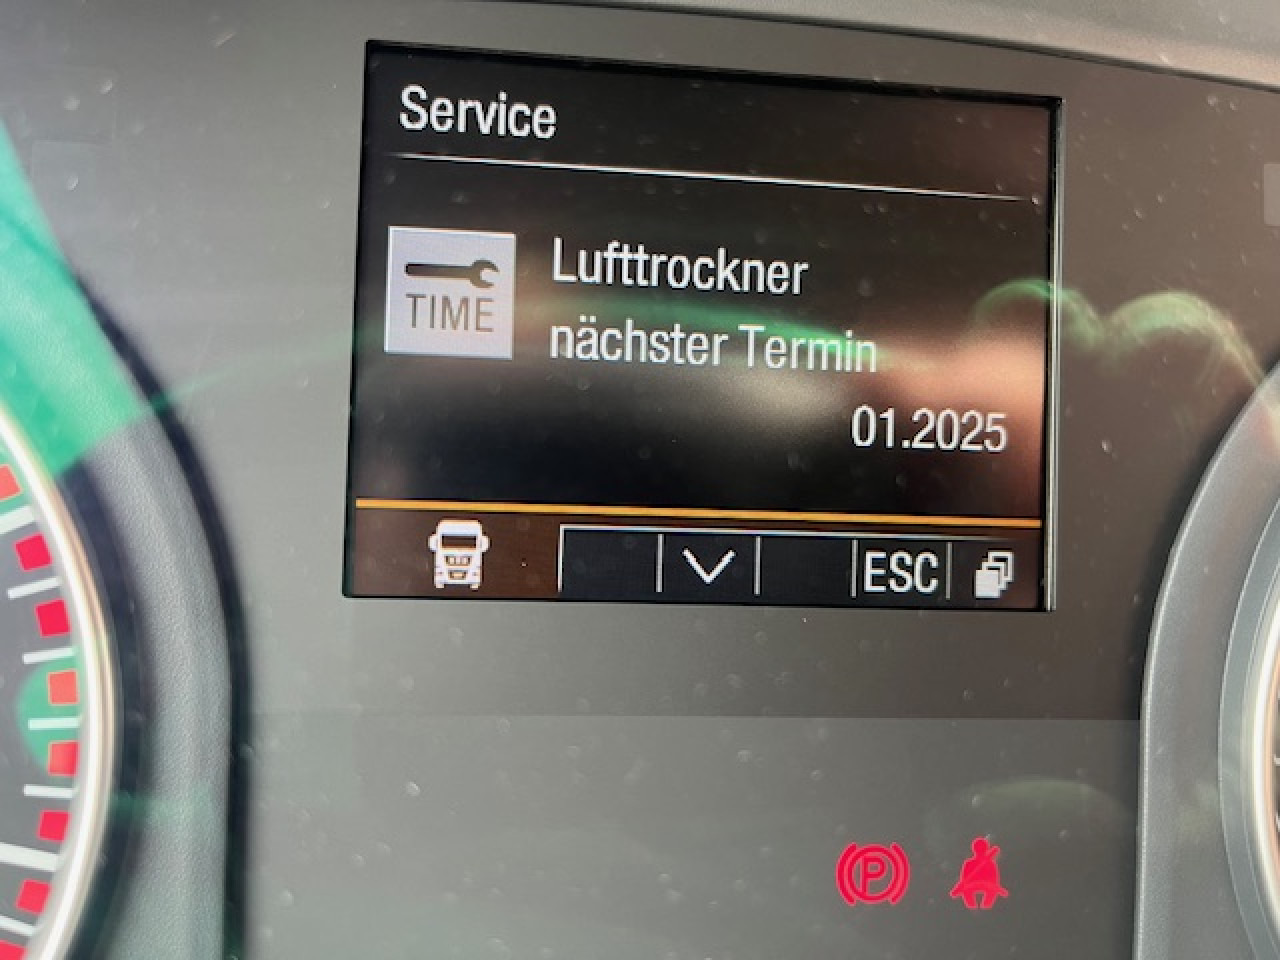 Service
TIME
Lufttrockner
nächster Termin
01.2025
ESC
P